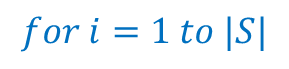 for i = 1 to |S|